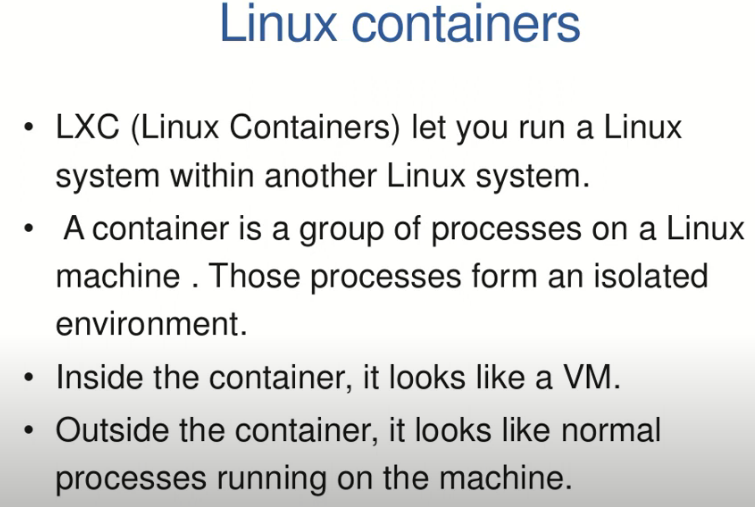 Linux containers
• LXC (Linux Containers) let you run a Linux
system within another Linux system.
• A container is a group of processes on a Linux
machine . Those processes form an isolated
environment.
• Inside the container, it looks like a VM.
• Outside the container, it looks like normal
processes running on the machine.